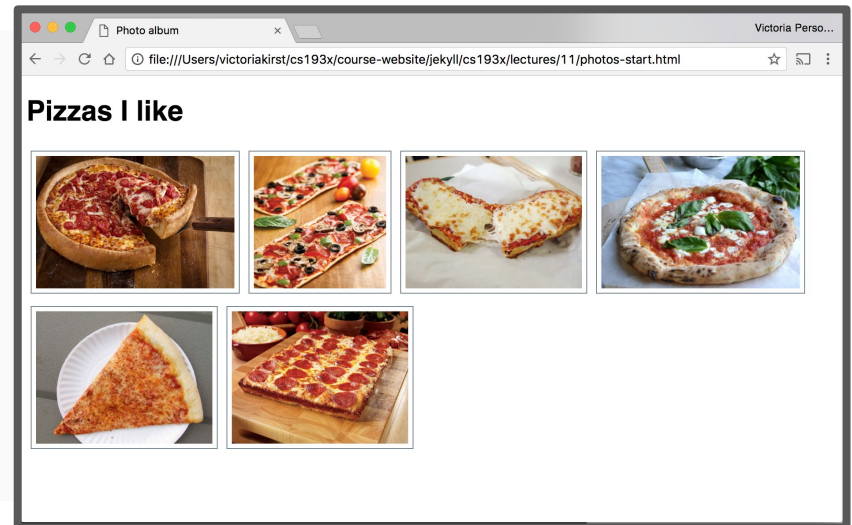 Photo album
Victoria Perso...
file:///Users/victoriakirst/cs193x/course-website/jekyll/cs193x/lectures/11/photos-start.html
Pizzas I like